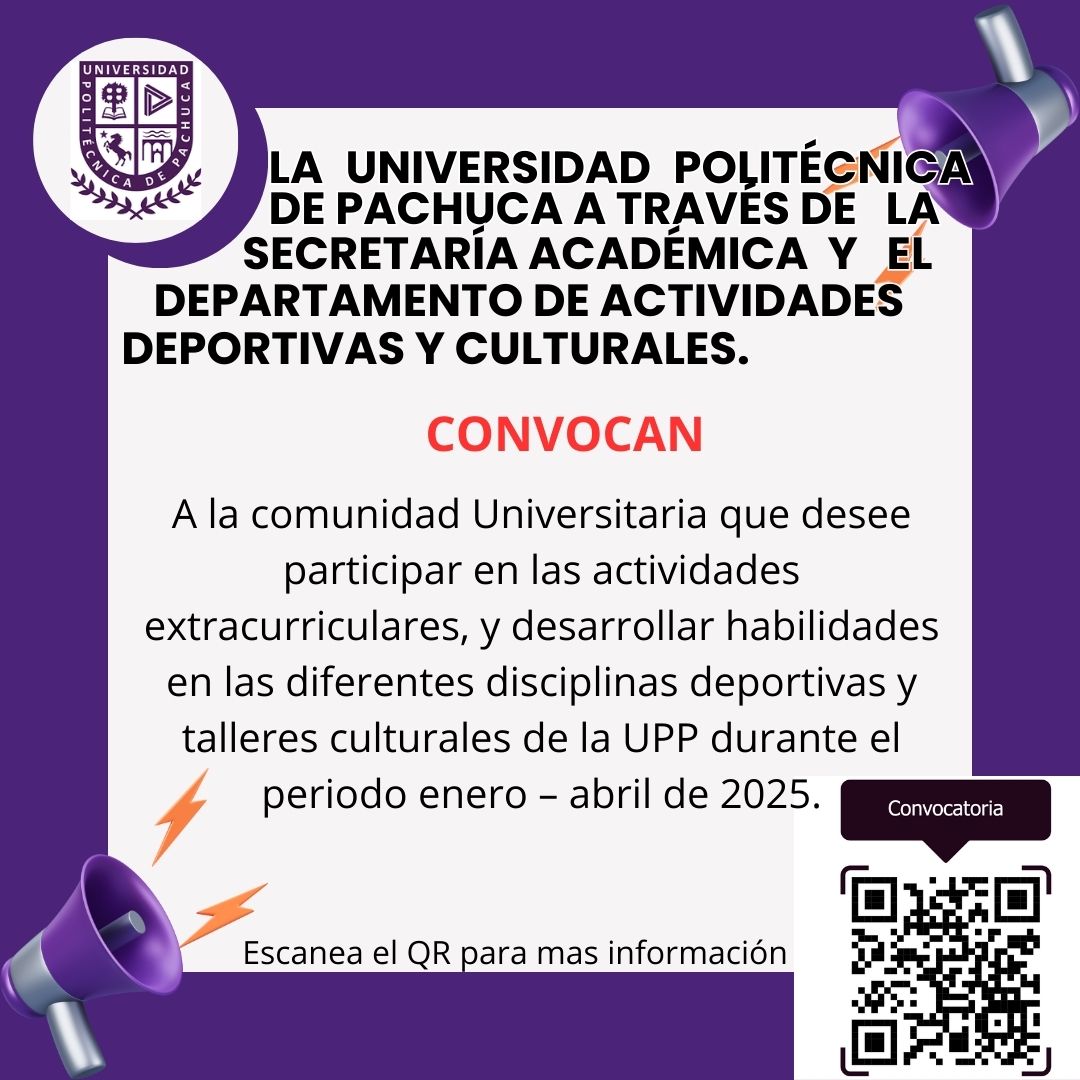 UNIVERSIDAD
POLITÉCNICA DE PACHUCA
LA UNIVERSIDAD POLITÉCNICA
DE PACHUCA A TRAVÉS DE LA
SECRETARÍA ACADÉMICA Y EL
DEPARTAMENTO DE ACTIVIDADES
DEPORTIVAS Y CULTURALES.
CONVOCAN
A la comunidad Universitaria que desee
participar en las actividades
extracurriculares, y desarrollar habilidades
en las diferentes disciplinas deportivas y
talleres culturales de la UPP durante el
periodo enero – abril de 2025.
Convocatoria
Escanea el QR para mas información